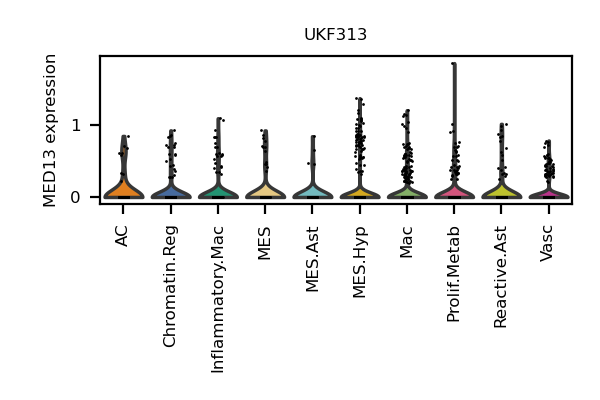 UKF313
MED13 expression
1
0
AC
Chromatin.Reg
Inflammatory.Mac
MES
MES.Ast
MES.Hyp
Mac
Prolif.Metab
Reactive.Ast
Vasc